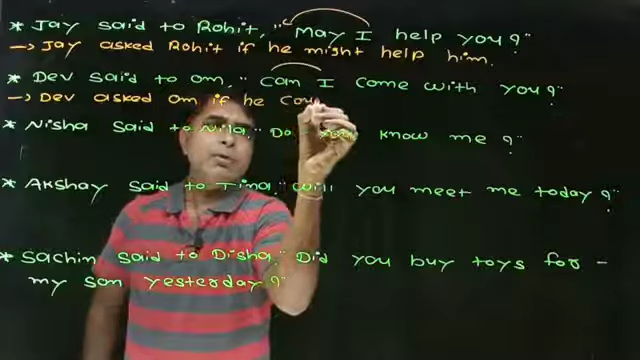 * Jay said to Rohit, "May I help you?"
→ Jay asked Rohit if he might help him.
* Dev said to Om, "Can I come with you?"
→ Dev asked Om if he cou
* Nisha said to Nila, "Do you know me?"
* Akshay said to Tina, "Will you meet me today?"
* Sachin said to Disha, "Did you buy toys for -
my son yesterday?"